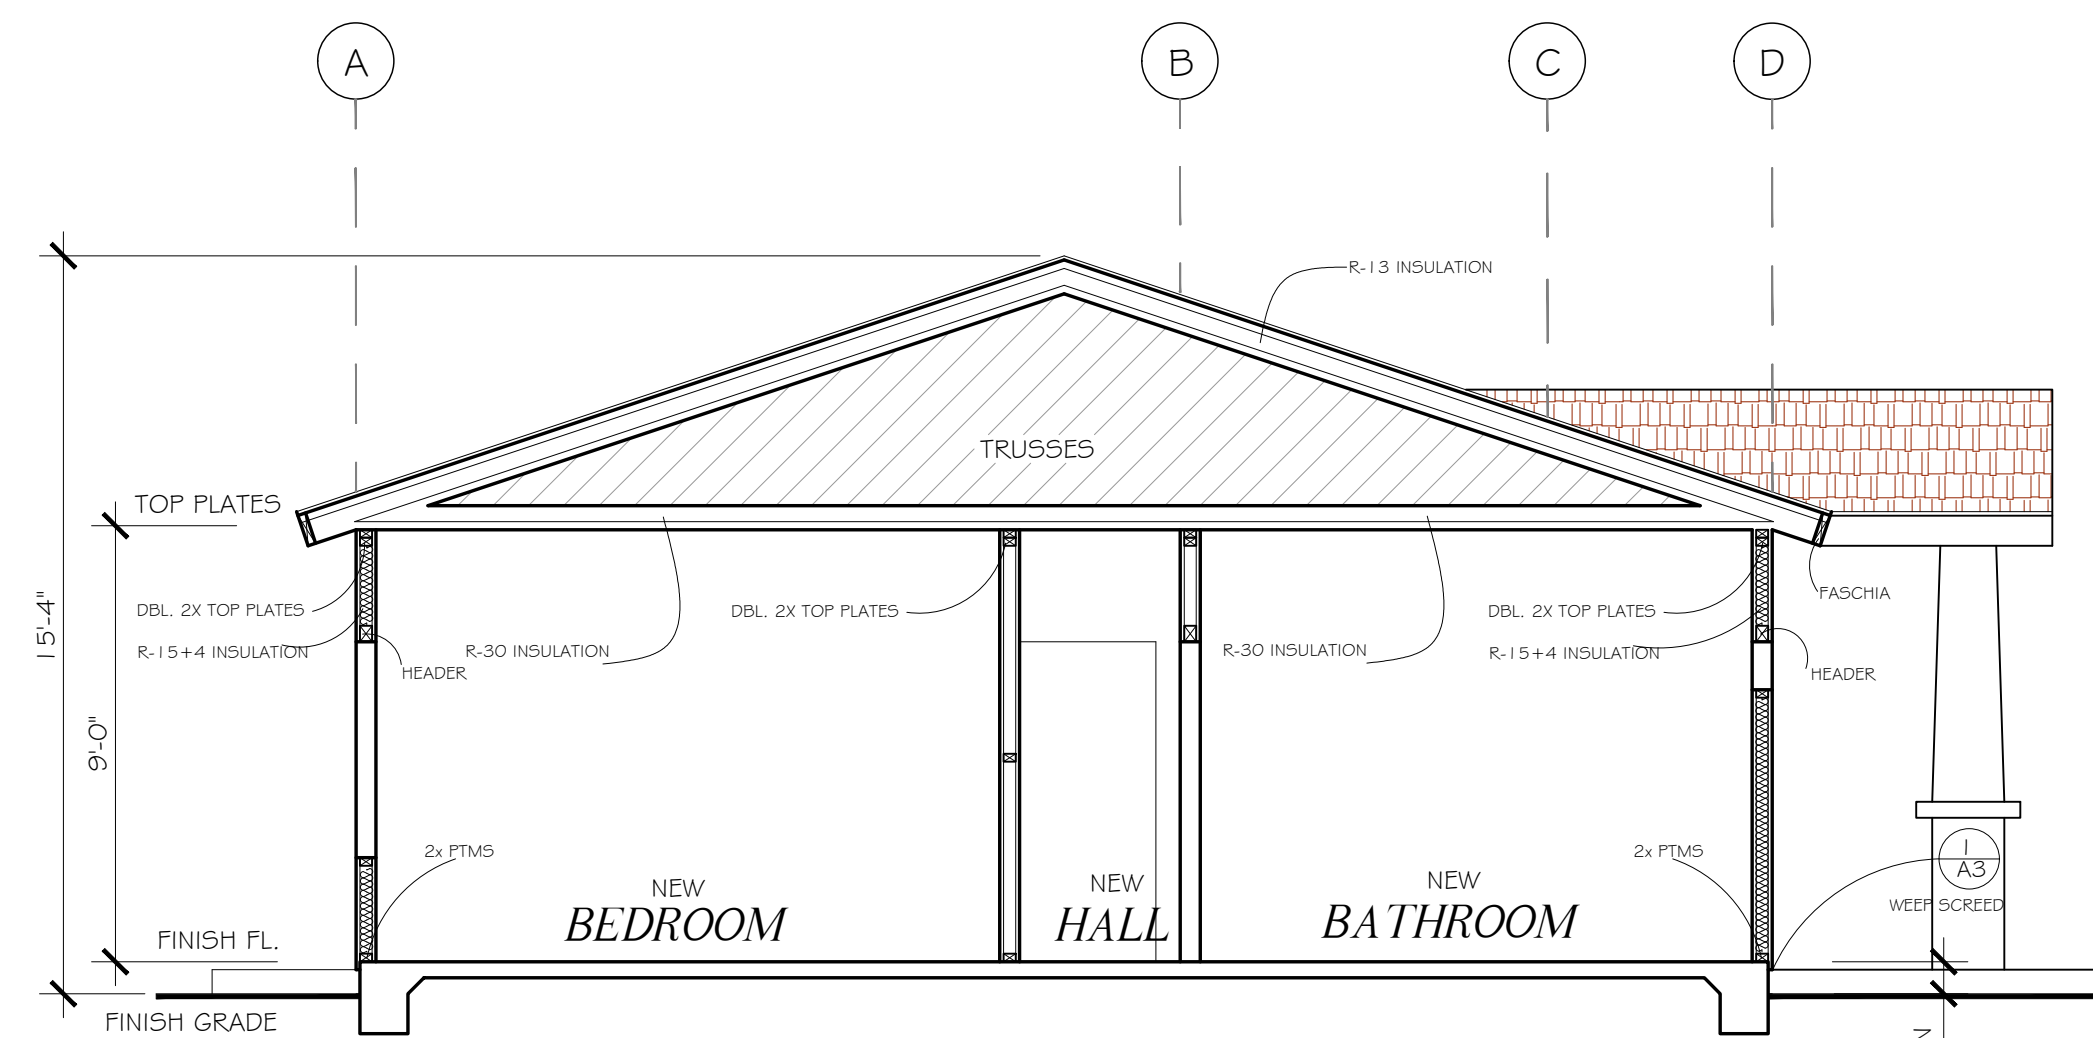 A
B
C
D
R-13 INSULATION
TRUSSES
TOP PLATES
15'-4"
9'-0"
DBL. 2X TOP PLATES
R-15+4 INSULATION
HEADER
R-30 INSULATION
DBL. 2X TOP PLATES
R-30 INSULATION
DBL. 2X TOP PLATES
R-15+4 INSULATION
HEADER
FASCHIA
2x PTMS
2x PTMS
NEW
BEDROOM
NEW
HALL
NEW
BATHROOM
1
A3
WEEP SCREED
FINISH FL.
FINISH GRADE